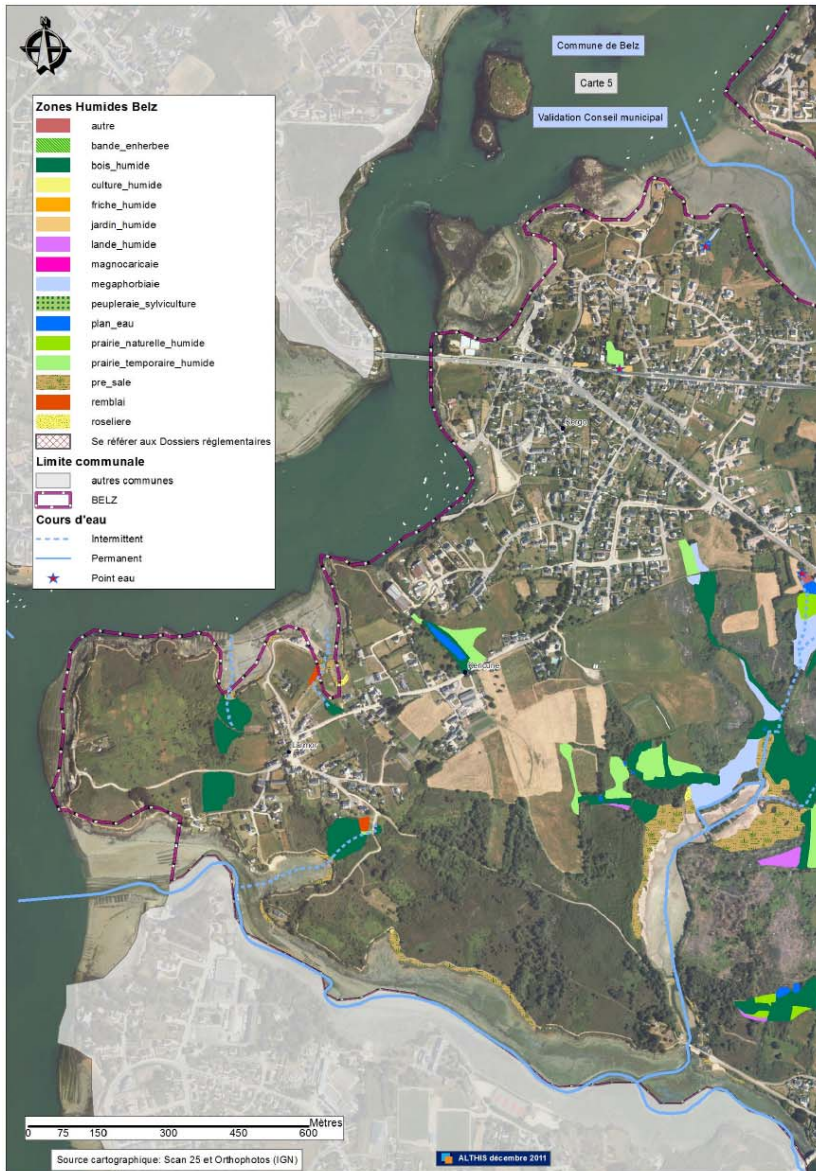 Commune de Belz
Carte 5
Validation Conseil municipal
Zones Humides Belz
autre
bande_enherbee
bois_humide
culture_humide
friche_humide
jardin_humide
lande_humide
magnocaricaie
megaphorbiaie
peupleraie_sylviculture
plan_eau
prairie_naturelle_humide
prairie_temporaire_humide
pre_sale
remblai
roseliere
Se référer aux Dossiers réglementaires
Limite communale
autres communes
BELZ
Cours d'eau
Intermittent
Permanent
Point eau
Kergo
Larmor
Mètres
0 75 150 300 450 600
Source cartographique: Scan 25 et Orthophotos (IGN)
ALTHIS décembre 2011